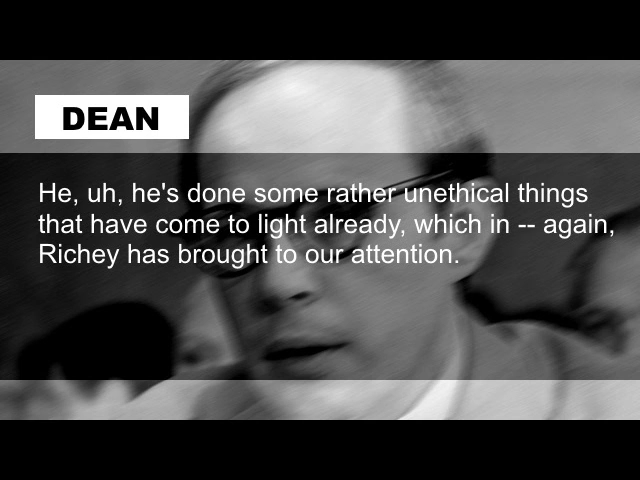 DEAN
He, uh, he's done some rather unethical things
that have come to light already, which in -- again,
Richey has brought to our attention.